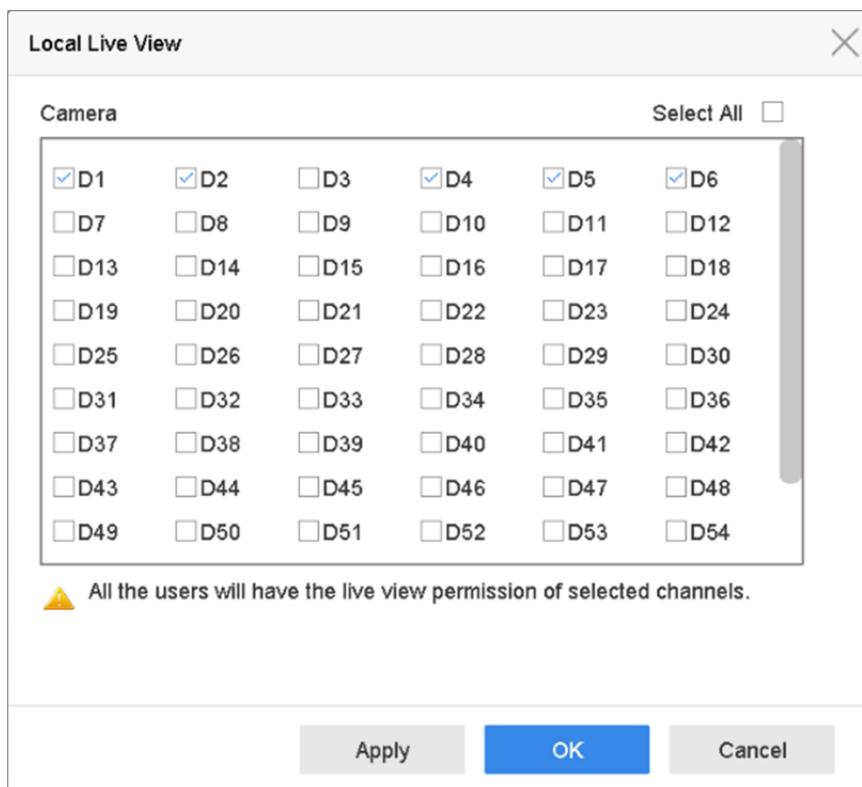 Local Live View
Camera Select All
D1 D2 D3 D4 D5 D6
D7 D8 D9 D10 D11 D12
D13 D14 D15 D16 D17 D18
D19 D20 D21 D22 D23 D24
D25 D26 D27 D28 D29 D30
D31 D32 D33 D34 D35 D36
D37 D38 D39 D40 D41 D42
D43 D44 D45 D46 D47 D48
D49 D50 D51 D52 D53 D54
All the users will have the live view permission of selected channels.
Apply OK Cancel